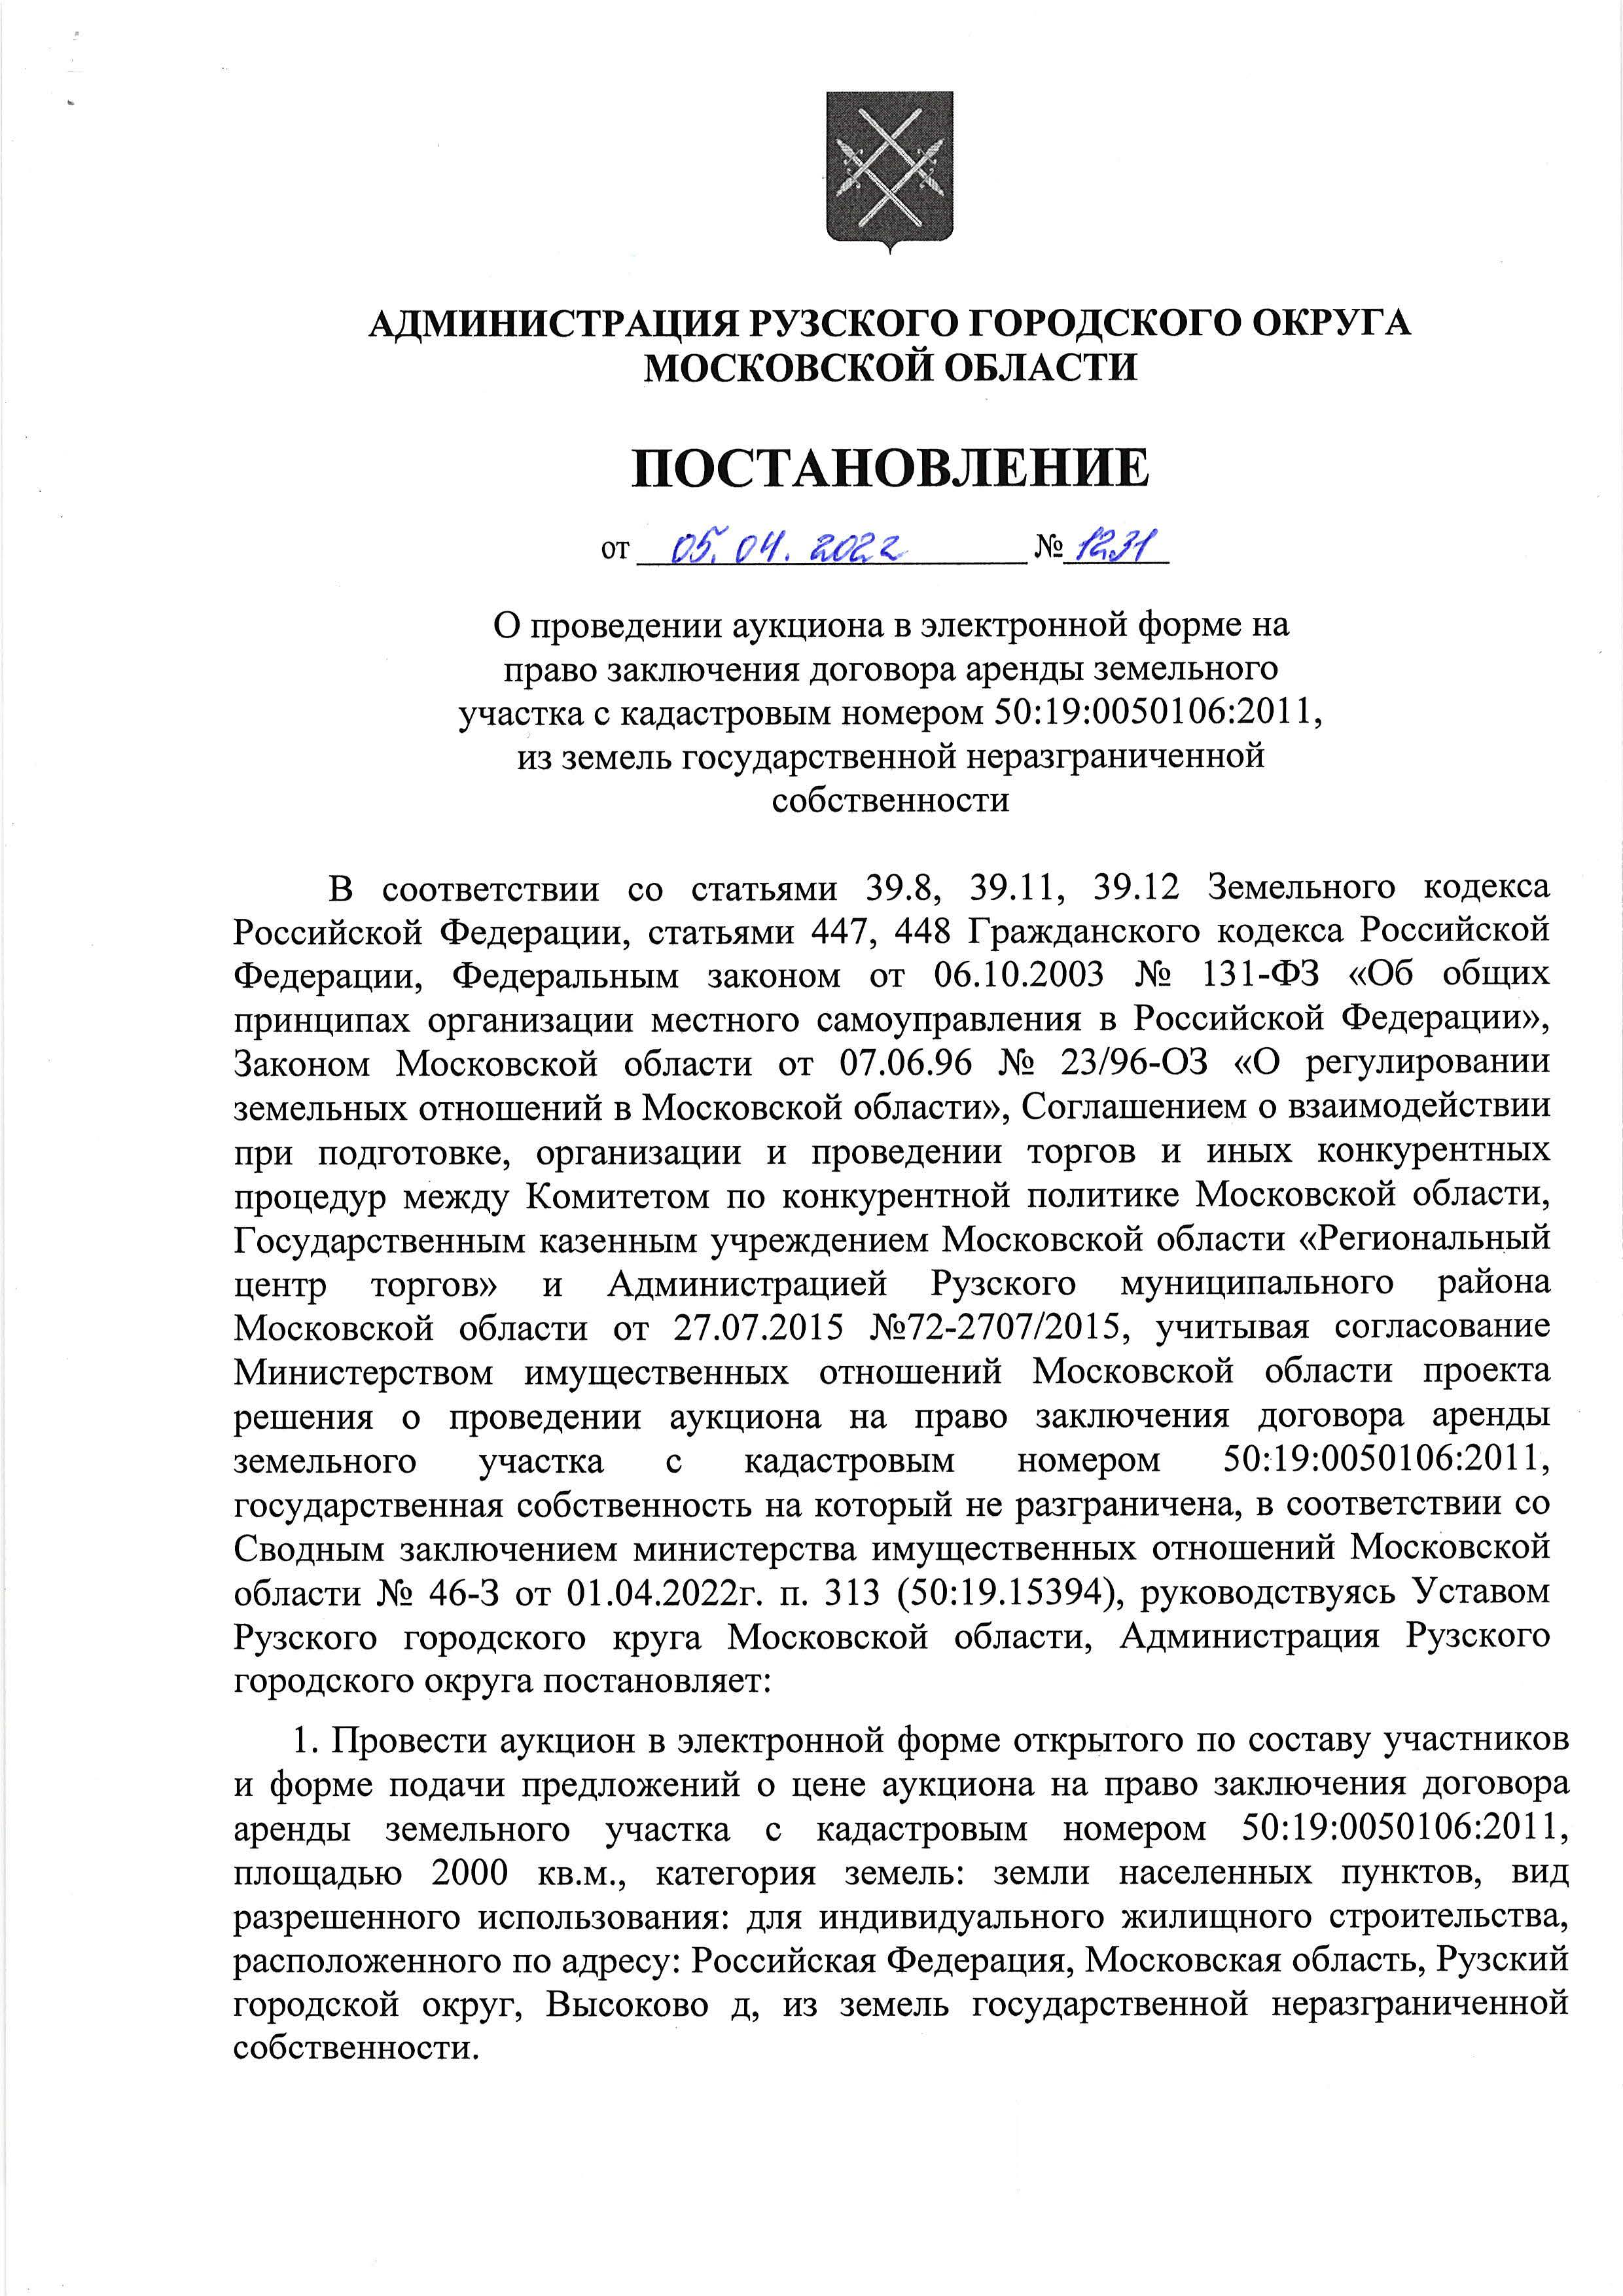 АДМИНИСТРАЦИЯ РУЗСКОГО ГОРОДСКОГО ОКРУГА
МОСКОВСКОЙ ОБЛАСТИ
ПОСТАНОВЛЕНИЕ
от 05.04.2022 № 1231
О проведении аукциона в электронной форме на
право заключения договора аренды земельного
участка с кадастровым номером 50:19:0050106:2011,
из земель государственной неразграниченной
собственности
В соответствии со статьями 39.8, 39.11, 39.12 Земельного кодекса
Российской Федерации, статьями 447, 448 Гражданского кодекса Российской
Федерации, Федеральным законом от 06.10.2003 № 131-ФЗ «Об общих
принципах организации местного самоуправления в Российской Федерации»,
Законом Московской области от 07.06.96 № 23/96-ОЗ «О регулировании
земельных отношений в Московской области», Соглашением о взаимодействии
при подготовке, организации и проведении торгов и иных конкурентных
процедур между Комитетом по конкурентной политике Московской области,
Государственным казенным учреждением Московской области «Региональный
центр торгов» и Администрацией Рузского муниципального района
Московской области от 27.07.2015 №72-2707/2015, учитывая согласование
Министерством имущественных отношений Московской области проекта
решения о проведении аукциона на право заключения договора аренды
земельного участка с кадастровым номером 50:19:0050106:2011,
государственная собственность на который не разграничена, в соответствии со
Сводным заключением министерства имущественных отношений Московской
области № 46-З от 01.04.2022г. п. 313 (50:19.15394), руководствуясь Уставом
Рузского городского круга Московской области, Администрация Рузского
городского округа постановляет:
1. Провести аукцион в электронной форме открытого по составу участников
и форме подачи предложений о цене аукциона на право заключения договора
аренды земельного участка с кадастровым номером 50:19:0050106:2011,
площадью 2000 кв.м., категория земель: земли населенных пунктов, вид
разрешенного использования: для индивидуального жилищного строительства,
расположенного по адресу: Российская Федерация, Московская область, Рузский
городской округ, Высоково д, из земель государственной неразграниченной
собственности.